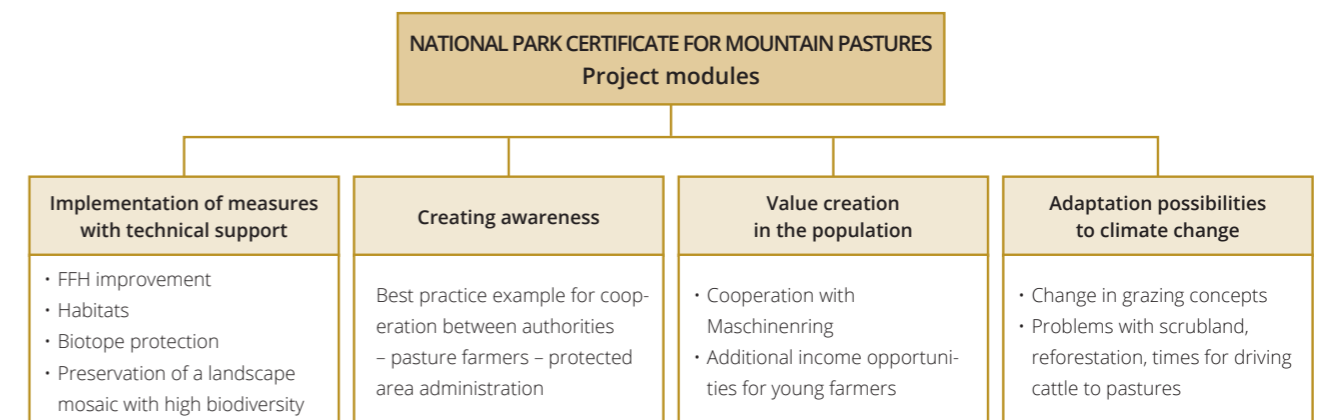 NATIONAL PARK CERTIFICATE FOR MOUNTAIN PASTURES
Project modules
Implementation of measures
with technical support
• FFH improvement
• Habitats
• Biotope protection
• Preservation of a landscape
mosaic with high biodiversity
Creating awareness
Best practice example for coop-
eration between authorities
– pasture farmers – protected
area administration
Value creation
in the population
• Cooperation with
Maschinenring
• Additional income opportuni-
ties for young farmers
Adaptation possibilities
to climate change
• Change in grazing concepts
• Problems with scrubland,
reforestation, times for driving
cattle to pastures